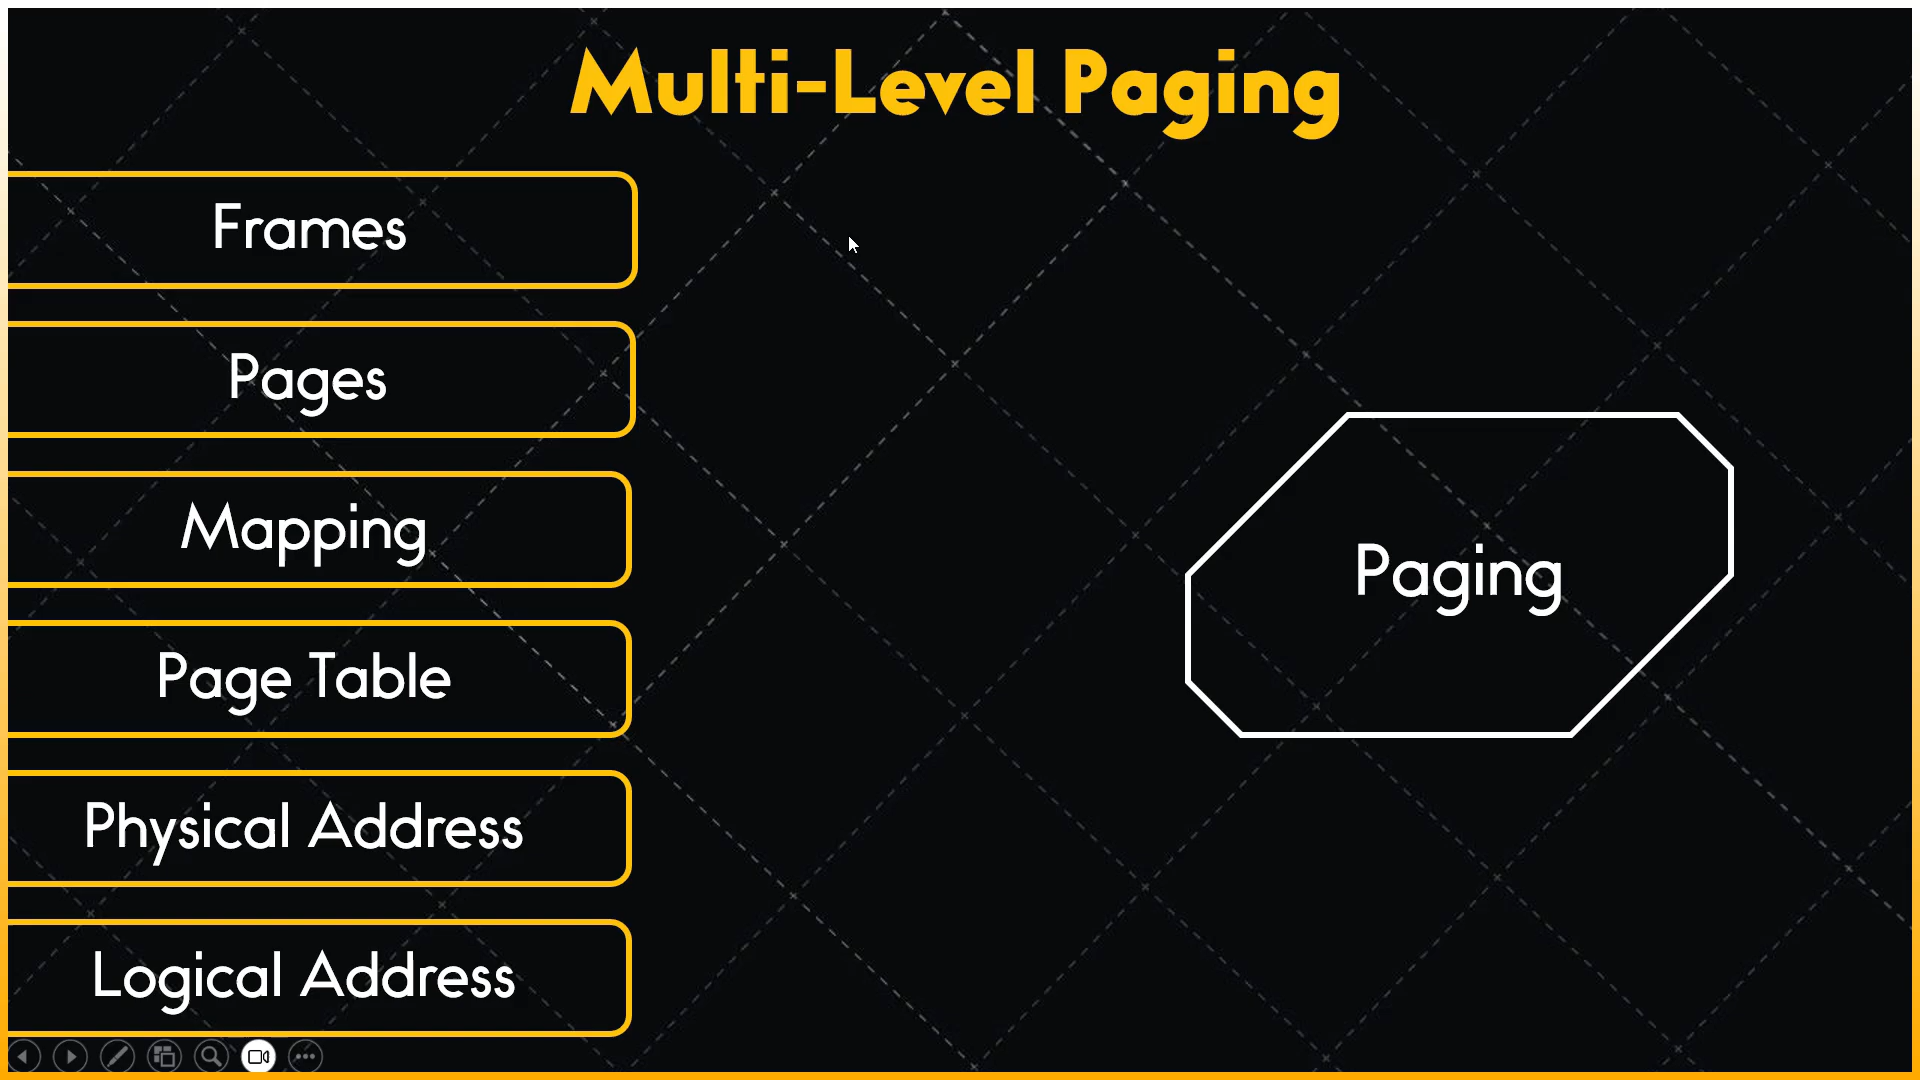 Multi-Level Paging
Frames
Pages
Mapping
Page Table
Physical Address
Logical Address
Paging